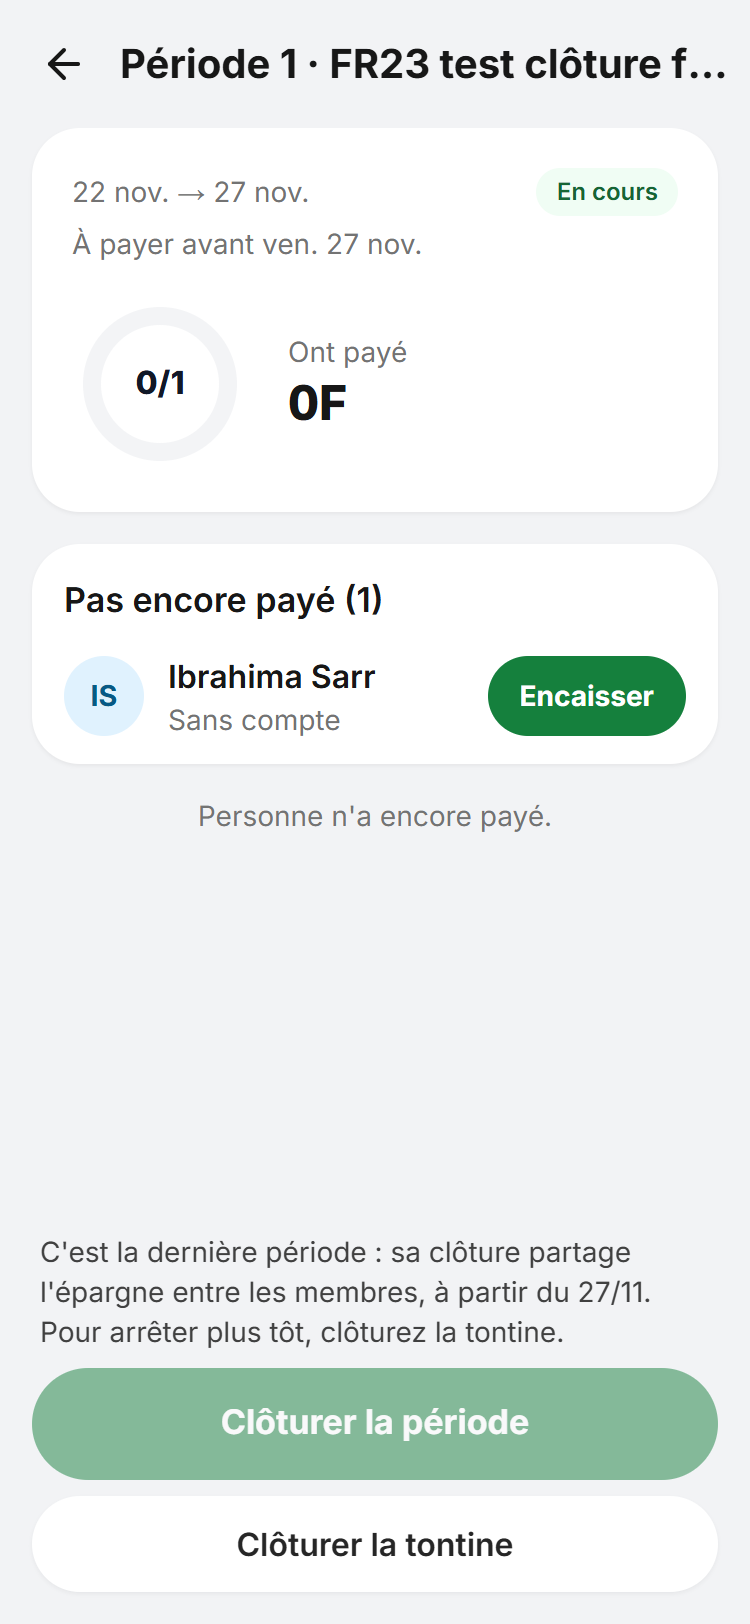 Période 1 · FR23 test clôture f...
22 nov. → 27 nov.
En cours
À payer avant ven. 27 nov.
0/1
Ont payé
0F
Pas encore payé (1)
IS
Ibrahima Sarr
Sans compte
Encaisser
Personne n'a encore payé.
C'est la dernière période : sa clôture partage
l'épargne entre les membres, à partir du 27/11.
Pour arrêter plus tôt, clôturez la tontine.
Clôturer la période
Clôturer la tontine